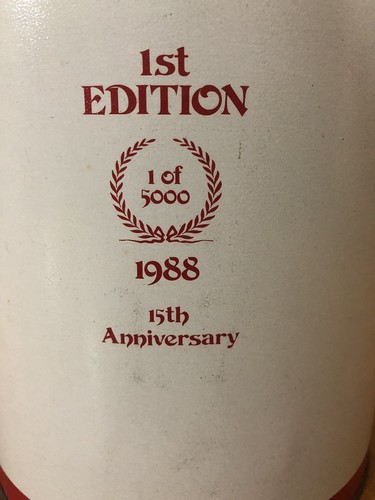 1st
EDITION
1 of
5000
1988
15th
Anniversary